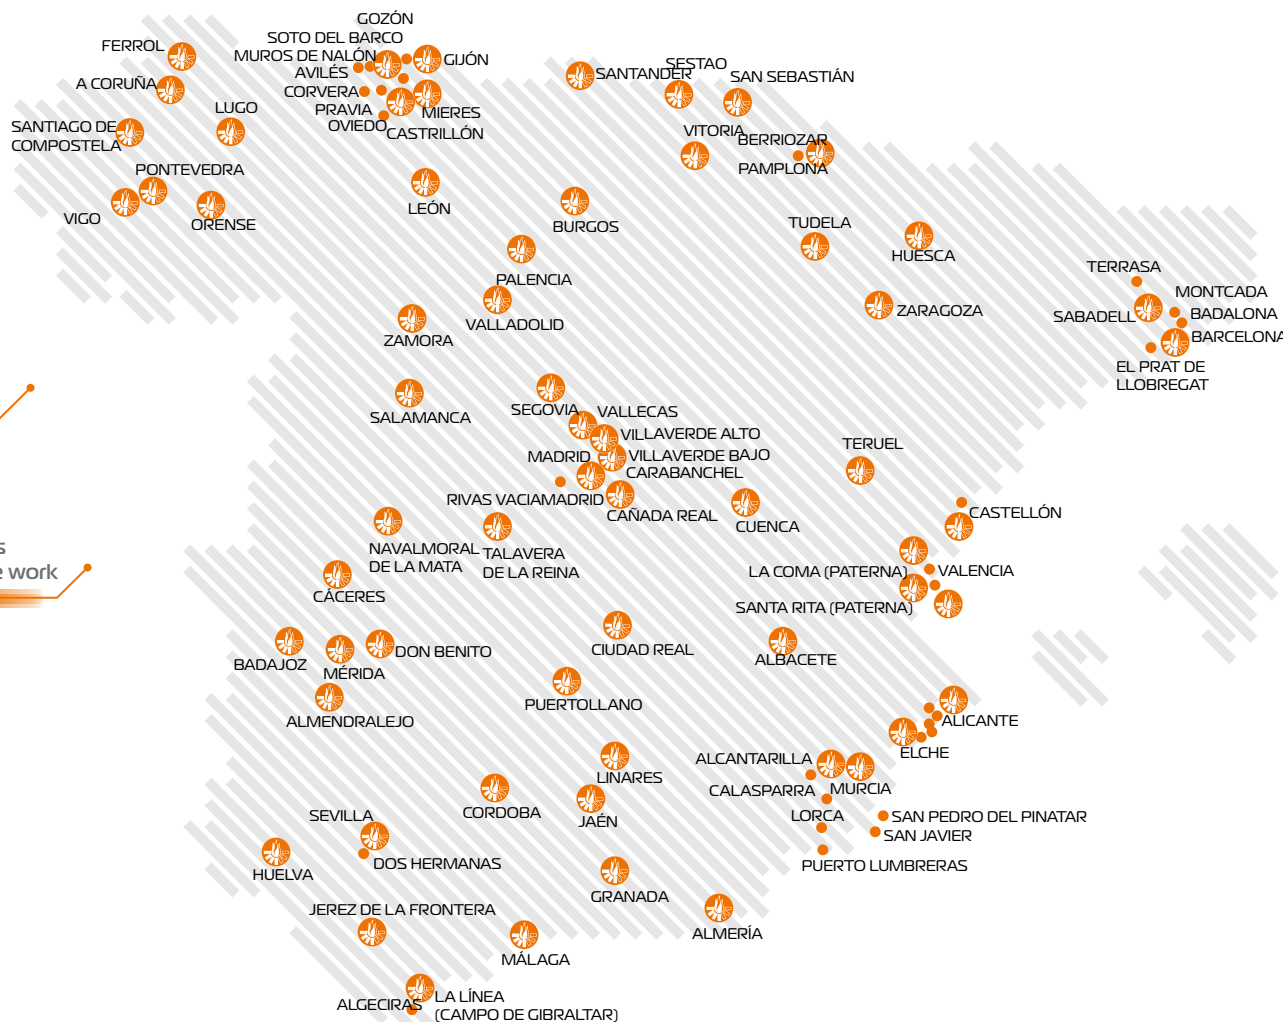 GOZÓN
SOTO DEL BARCO
MUROS DE NALÓN
FERROL
GIJÓN
AVILÉS
A CORUÑA
CORVERA
PRAVIA
OVIEDO
MIERES
CASTRILLÓN
LUGO
SANTIAGO DE
COMPOSTELA
PONTEVEDRA
VIGO
ORENSE
SANTANDER
SESTAO
SAN SEBASTIÁN
VITORIA
BERRIOZAR
PAMPLONA
LEÓN
BURGOS
TUDELA
HUESCA
PALENCIA
VALLADOLID
ZAMORA
ZARAGOZA
TERRASA
MONTCADA
SABADELL
BADALONA
BARCELONA
EL PRAT DE
LLOBREGAT
SALAMANCA
SEGOVIA
VALLECAS
VILLAVERDE ALTO
MADRID
VILLAVERDE BAJO
CARABANCHEL
RIVAS VACIAMADRID
CAÑADA REAL
TERUEL
CUENCA
CASTELLÓN
s
e work
NAVALMORAL
DE LA MATA
TALAVERA
DE LA REINA
CÁCERES
LA COMA (PATERNA)
VALENCIA
SANTA RITA (PATERNA)
BADAJOZ
MÉRIDA
DON BENITO
CIUDAD REAL
ALBACETE
ALMENDRALEJO
PUERTOLLANO
ALICANTE
ELCHE
LINARES
ALCANTARILLA
CALASPARRA
MURCIA
CORDOBA
JAÉN
LORCA
SAN PEDRO DEL PINATAR
SAN JAVIER
PUERTO LUMBRERAS
SEVILLA
DOS HERMANAS
HUELVA
GRANADA
JEREZ DE LA FRONTERA
ALMERÍA
MÁLAGA
ALGECIRAS
LA LÍNEA
(CAMPO DE GIBRALTAR)